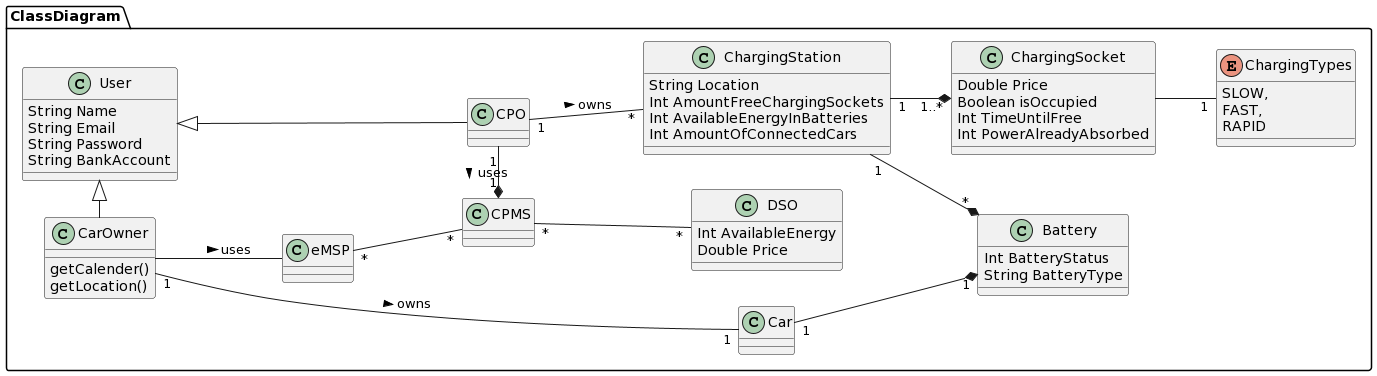 ClassDiagram
C User
String Name
String Email
String Password
String BankAccount
C CarOwner
getCalender()
getLocation()
1
uses
owns
C eMSP
*
*
C CPO
1
owns
*
1
uses
1
C CPMS
*
*
C ChargingStation
String Location
Int AmountFreeChargingSockets
Int AvailableEnergyInBatteries
Int AmountOfConnectedCars
1
1..*
1
*
C DSO
Int AvailableEnergy
Double Price
C ChargingSocket
Double Price
Boolean isOccupied
Int TimeUntilFree
Int PowerAlreadyAbsorbed
1
E ChargingTypes
SLOW,
FAST,
RAPID
C Battery
Int BatteryStatus
String BatteryType
1
1
C Car
1